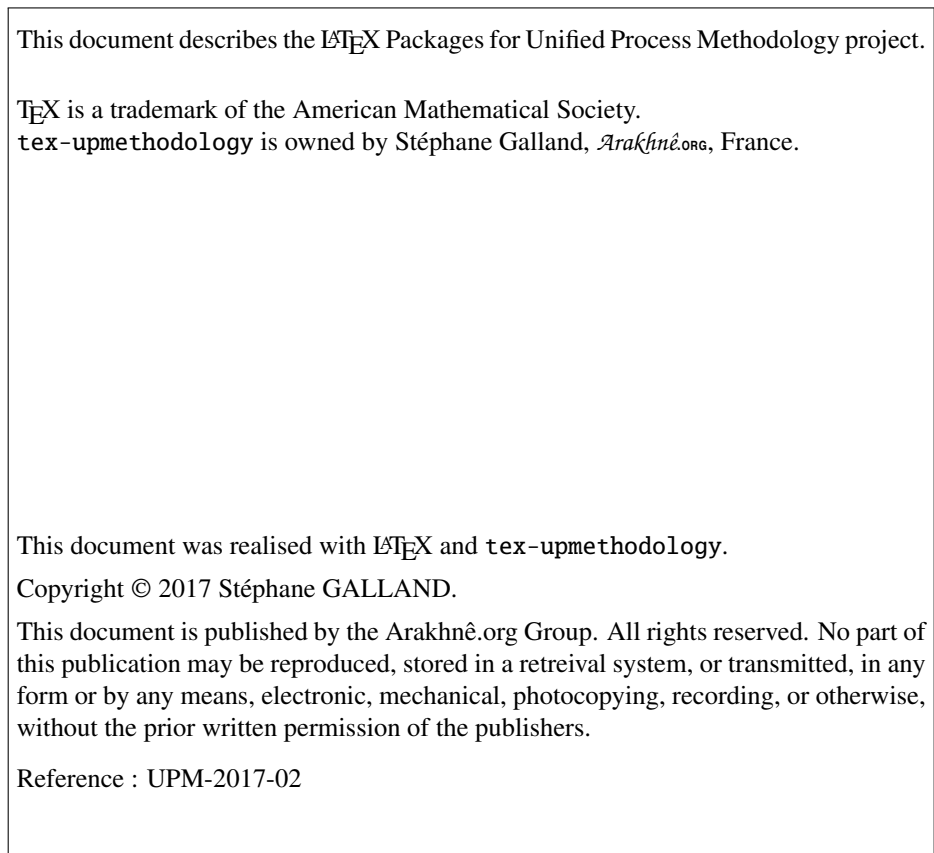 This document describes the LATEX Packages for Unified Process Methodology project.
TEX is a trademark of the American Mathematical Society.
tex-upmethodology is owned by Stéphane Galland, Arakhnê.ORG, France.
This document was realised with LATEX and tex-upmethodology.
Copyright © 2017 Stéphane GALLAND.
This document is published by the Arakhnê.org Group. All rights reserved. No part of
this publication may be reproduced, stored in a retreival system, or transmitted, in any
form or by any means, electronic, mechanical, photocopying, recording, or otherwise,
without the prior written permission of the publishers.
Reference : UPM-2017-02